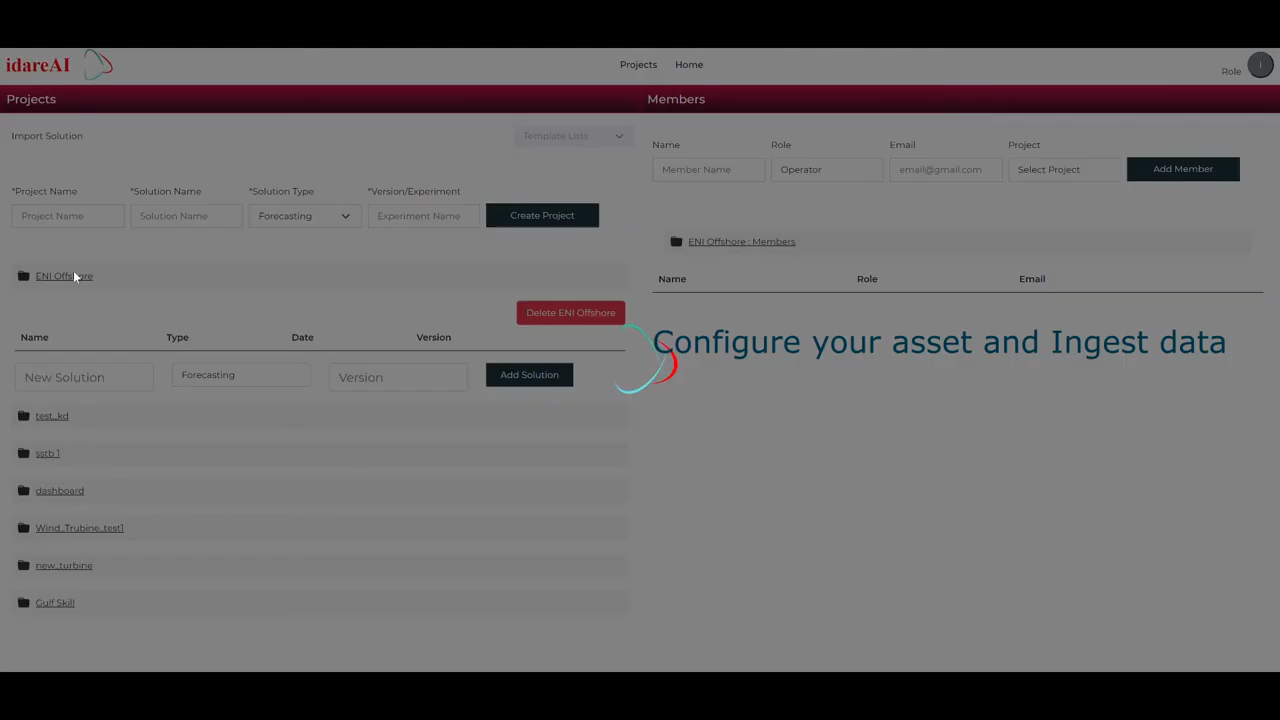 idareAI
Projects Home
Role I
Projects
Members
Import Solution
Template Lists
Name Role Email Project
Member Name Operator email@gmail.com Select Project Add Member
*Project Name *Solution Name *Solution Type *Version/Experiment
Project Name Solution Name Forecasting Experiment Name Create Project
ENI Offshore : Members
ENI Offshore
Name Role Email
Delete ENI Offshore
Name Type Date Version
Configure your asset and Ingest data
New Solution Forecasting Version Add Solution
test_kd
sstb 1
dashboard
Wind_Trubine_test1
new_turbine
Gulf Skill